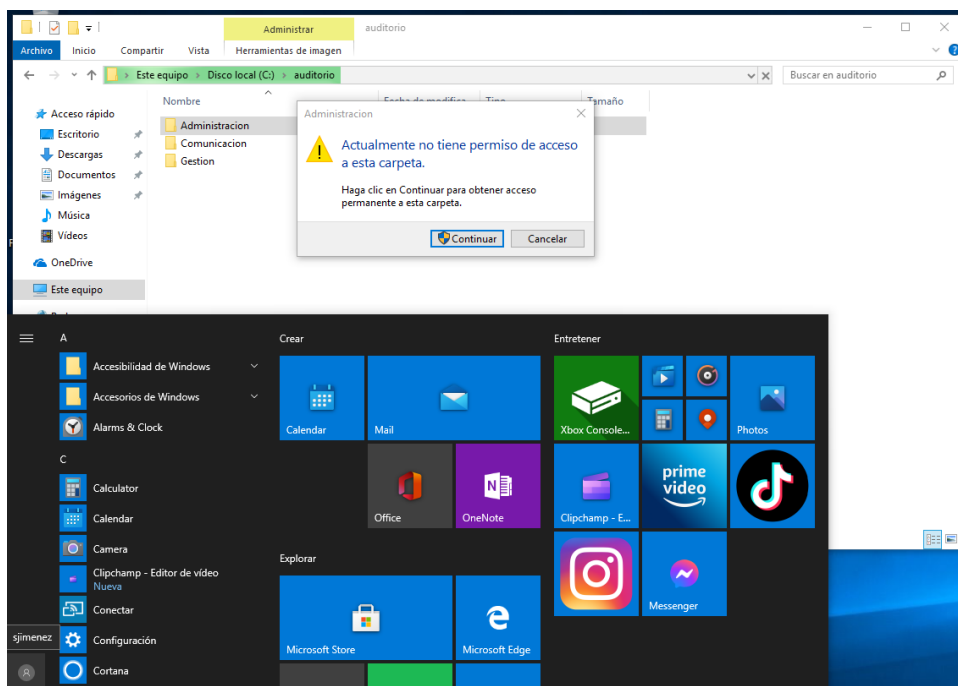 Administrar
auditorio
Archivo
Inicio
Compartir
Vista
Herramientas de imagen
Este equipo > Disco local (C:) > auditorio
Buscar en auditorio
Nombre
Fecha de modifica
Tipo
Tamaño
Acceso rápido
Escritorio
Descargas
Documentos
Imágenes
Música
Vídeos
OneDrive
Este equipo
Administracion
Comunicacion
Gestion
Administracion
Actualmente no tiene permiso de acceso
a esta carpeta.
Haga clic en Continuar para obtener acceso
permanente a esta carpeta.
Continuar
Cancelar
A
Accesibilidad de Windows
Accesorios de Windows
Alarms & Clock
C
Calculator
Calendar
Camera
Clipchamp - Editor de vídeo
Nueva
Conectar
Configuración
Cortana
sjimenez
Crear
Calendar
Mail
Office
OneNote
Explorar
Microsoft Store
Microsoft Edge
Entretener
Xbox Console...
Photos
Clipchamp - E...
prime
video
Messenger